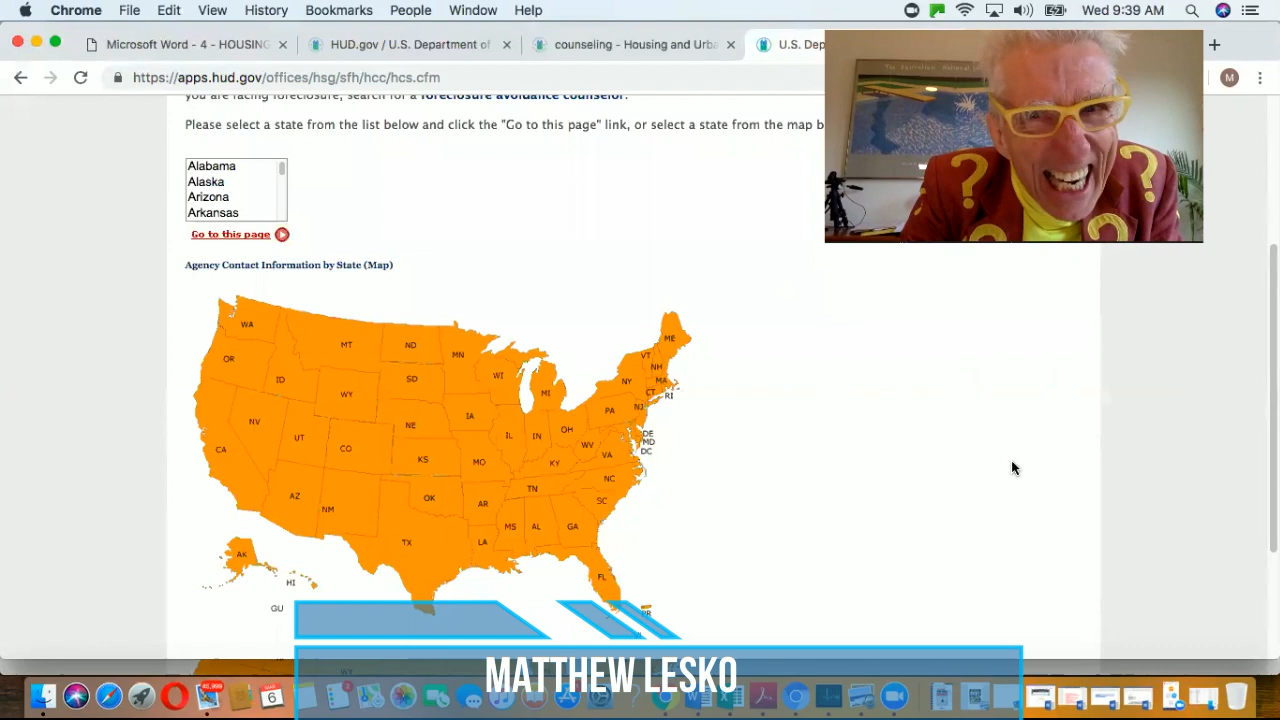 Chrome File Edit View History Bookmarks People Window Help Wed 9:39 AM
Microsoft Word - 4 - HOUSING HUD.gov / U.S. Department of counseling - Housing and Urba U.S. Dep
https://apps.hud.gov/offices/hsg/sfh/hcc/hcs.cfm M
you are facing foreclosure, search for a foreclosure avoidance counselor.
Please select a state from the list below and click the "Go to this page" link, or select a state from the map b
Alabama
Alaska
Arizona
Arkansas
Go to this page
Agency Contact Information by State (Map)
WA MT ND MN ME
OR ID WY SD WI MI NY VT NH MA CT RI
NV UT CO NE IA IL IN OH PA NJ
CA KS MO KY WV VA DE MD DC
AZ NM OK AR TN NC SC
TX LA MS AL GA
AK HI FL
GU PR
MATTHEW LESKO
? ? ?